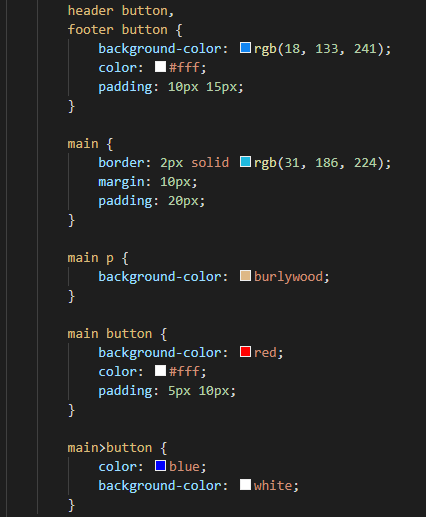 header button,
footer button {
background-color: rgb(18, 133, 241);
color: #fff;
padding: 10px 15px;
}
main {
border: 2px solid rgb(31, 186, 224);
margin: 10px;
padding: 20px;
}
main p {
background-color: burlywood;
}
main button {
background-color: red;
color: #fff;
padding: 5px 10px;
}
main>button {
color: blue;
background-color: white;
}